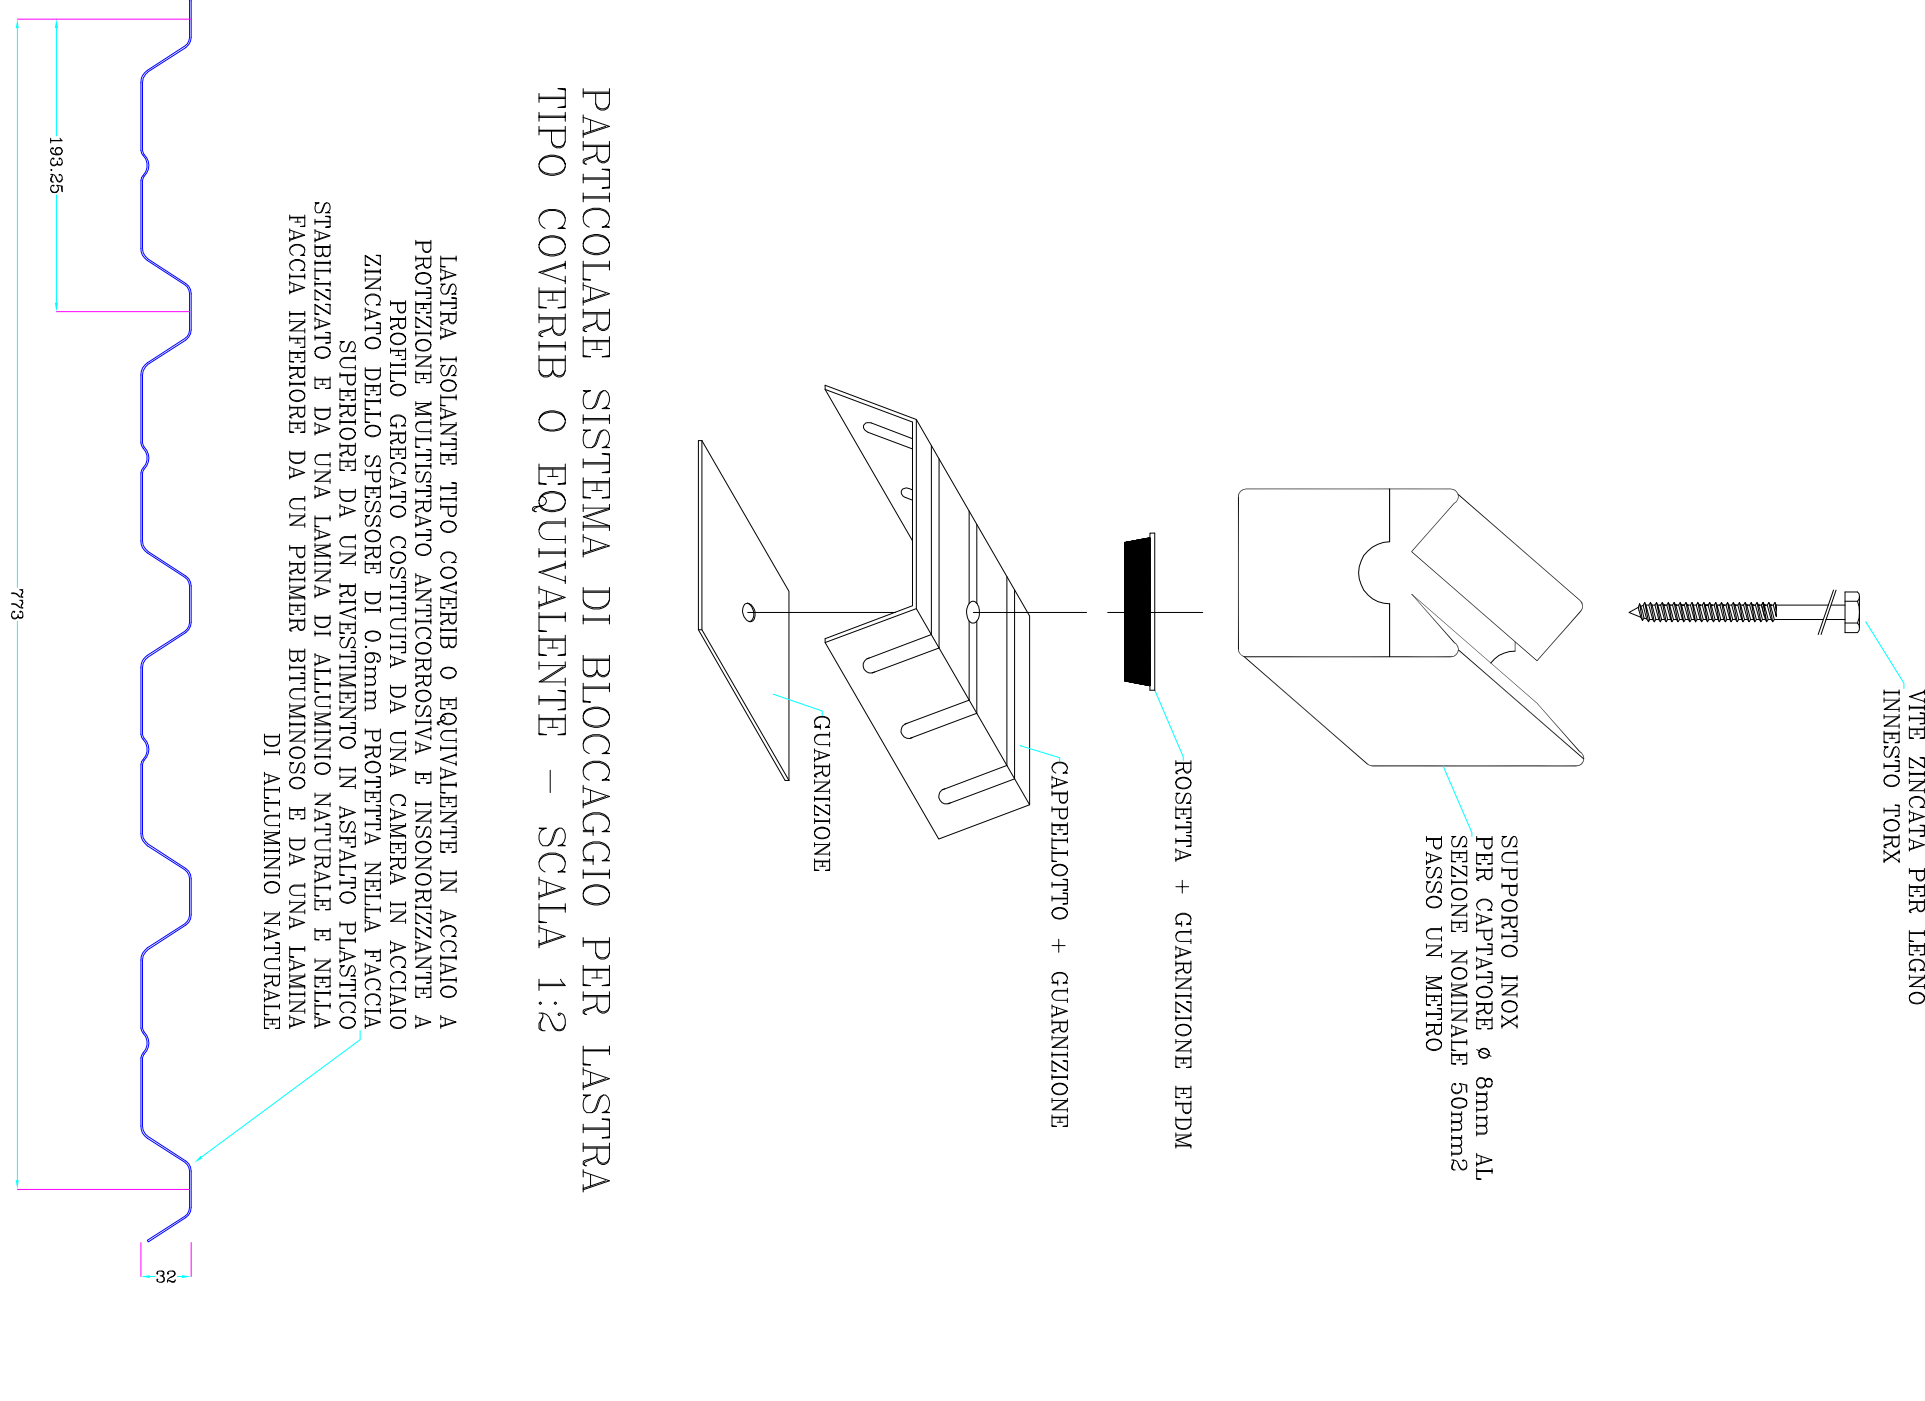 VITE ZINCATA PER LEGNO
INNESTO TORX
SUPPORTO INOX
PER CAPTATORE ø 8mm AL
SEZIONE NOMINALE 50mm2
PASSO UN METRO
ROSETTA + GUARNIZIONE EPDM
CAPPELLOTTO + GUARNIZIONE
GUARNIZIONE
PARTICOLARE SISTEMA DI BLOCCAGGIO PER LASTRA
TIPO COVERIB O EQUIVALENTE - SCALA 1:2
LASTRA ISOLANTE TIPO COVERIB O EQUIVALENTE IN ACCIAIO A
PROTEZIONE MULTISTRATO ANTICORROSIVA E INSONORIZZANTE A
PROFILO GRECATO COSTITUITA DA UNA CAMERA IN ACCIAIO
ZINCATO DELLO SPESSORE DI 0.6mm PROTETTA NELLA FACCIA
SUPERIORE DA UN RIVESTIMENTO IN ASFALTO PLASTICO
STABILIZZATO E DA UNA LAMINA DI ALLUMINIO NATURALE E NELLA
FACCIA INFERIORE DA UN PRIMER BITUMINOSO E DA UNA LAMINA
DI ALLUMINIO NATURALE
193.25
773
32